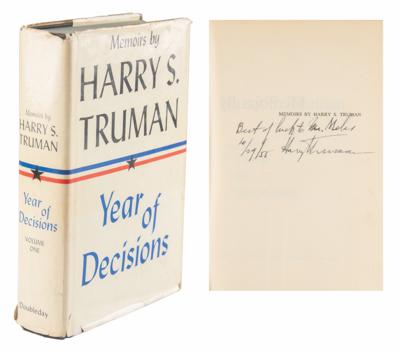 Memoirs by
HARRY S.
TRUMAN
Year
of
Decisions
Memoirs by
HARRY S.
TRUMAN
Year
of
Decisions
VOLUME
ONE
Doubleday
MEMOIRS BY HARRY S. TRUMAN
Best of luck to
Harry Truman